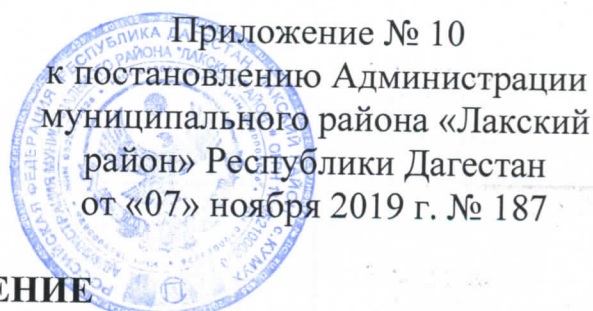 Приложение № 10
к постановлению Администрации
муниципального района «Лакский
район» Республики Дагестан
от «07» ноября 2019 г. № 187
ЕНИЕ